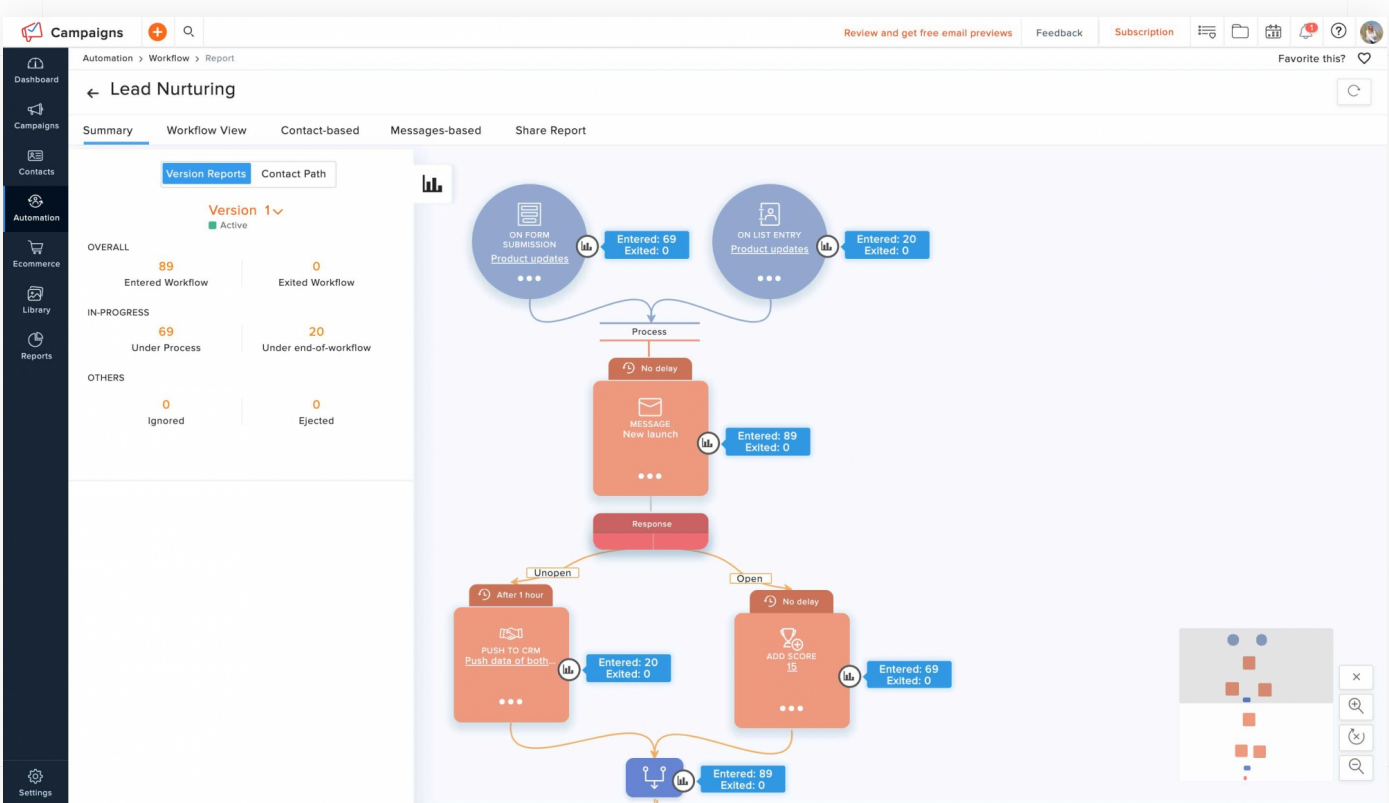 Campaigns
Review and get free email previews
Feedback
Subscription
1
?
Dashboard
Campaigns
Contacts
Automation
Ecommerce
Library
Reports
Settings
Automation > Workflow > Report
Favorite this?
← Lead Nurturing
Summary
Workflow View
Contact-based
Messages-based
Share Report
Version Reports
Contact Path
Version 1
Active
OVERALL
89
Entered Workflow
0
Exited Workflow
IN-PROGRESS
69
Under Process
20
Under end-of-workflow
OTHERS
0
Ignored
0
Ejected
ON FORM
SUBMISSION
Product updates
Entered: 69
Exited: 0
ON LIST ENTRY
Product updates
Entered: 20
Exited: 0
Process
No delay
MESSAGE
New launch
Entered: 89
Exited: 0
Response
Unopen
Open
After 1 hour
PUSH TO CRM
Push data of both...
Entered: 20
Exited: 0
No delay
ADD SCORE
15
Entered: 69
Exited: 0
Entered: 89
Exited: 0